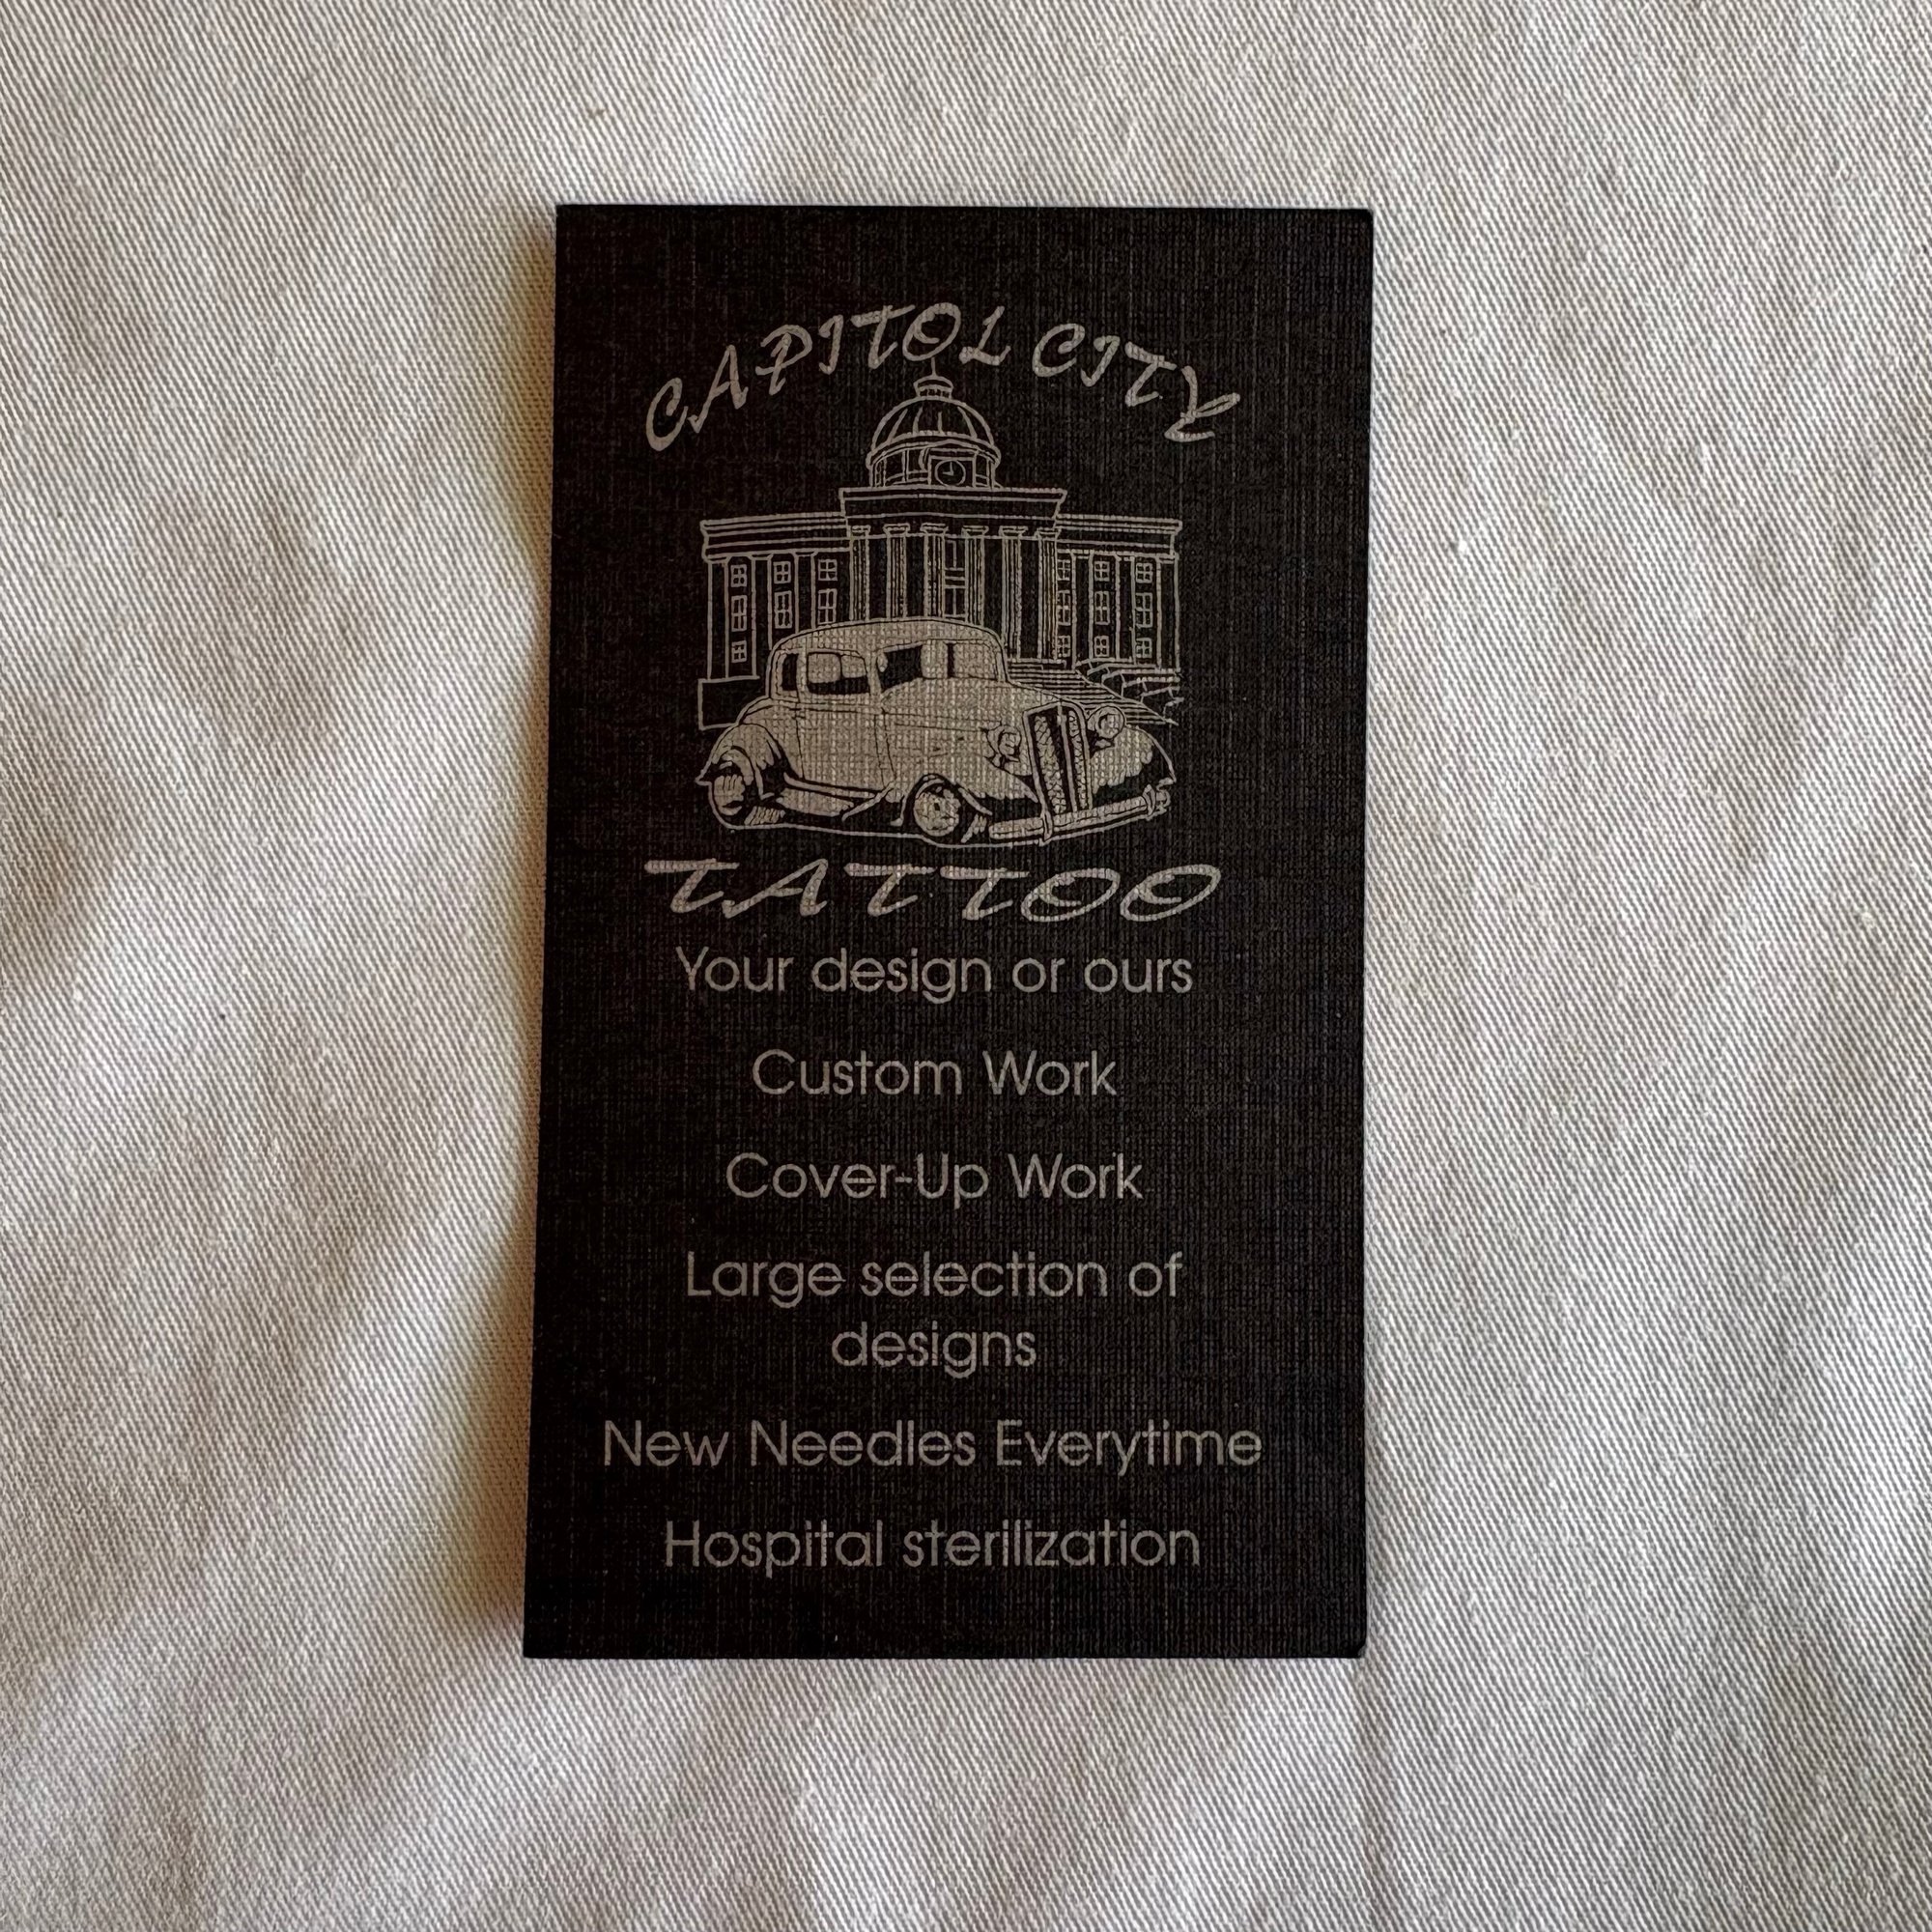 CAPITOL CITY
TATTOO
Your design or ours
Custom Work
Cover-Up Work
Large selection of
designs
New Needles Everytime
Hospital sterilization